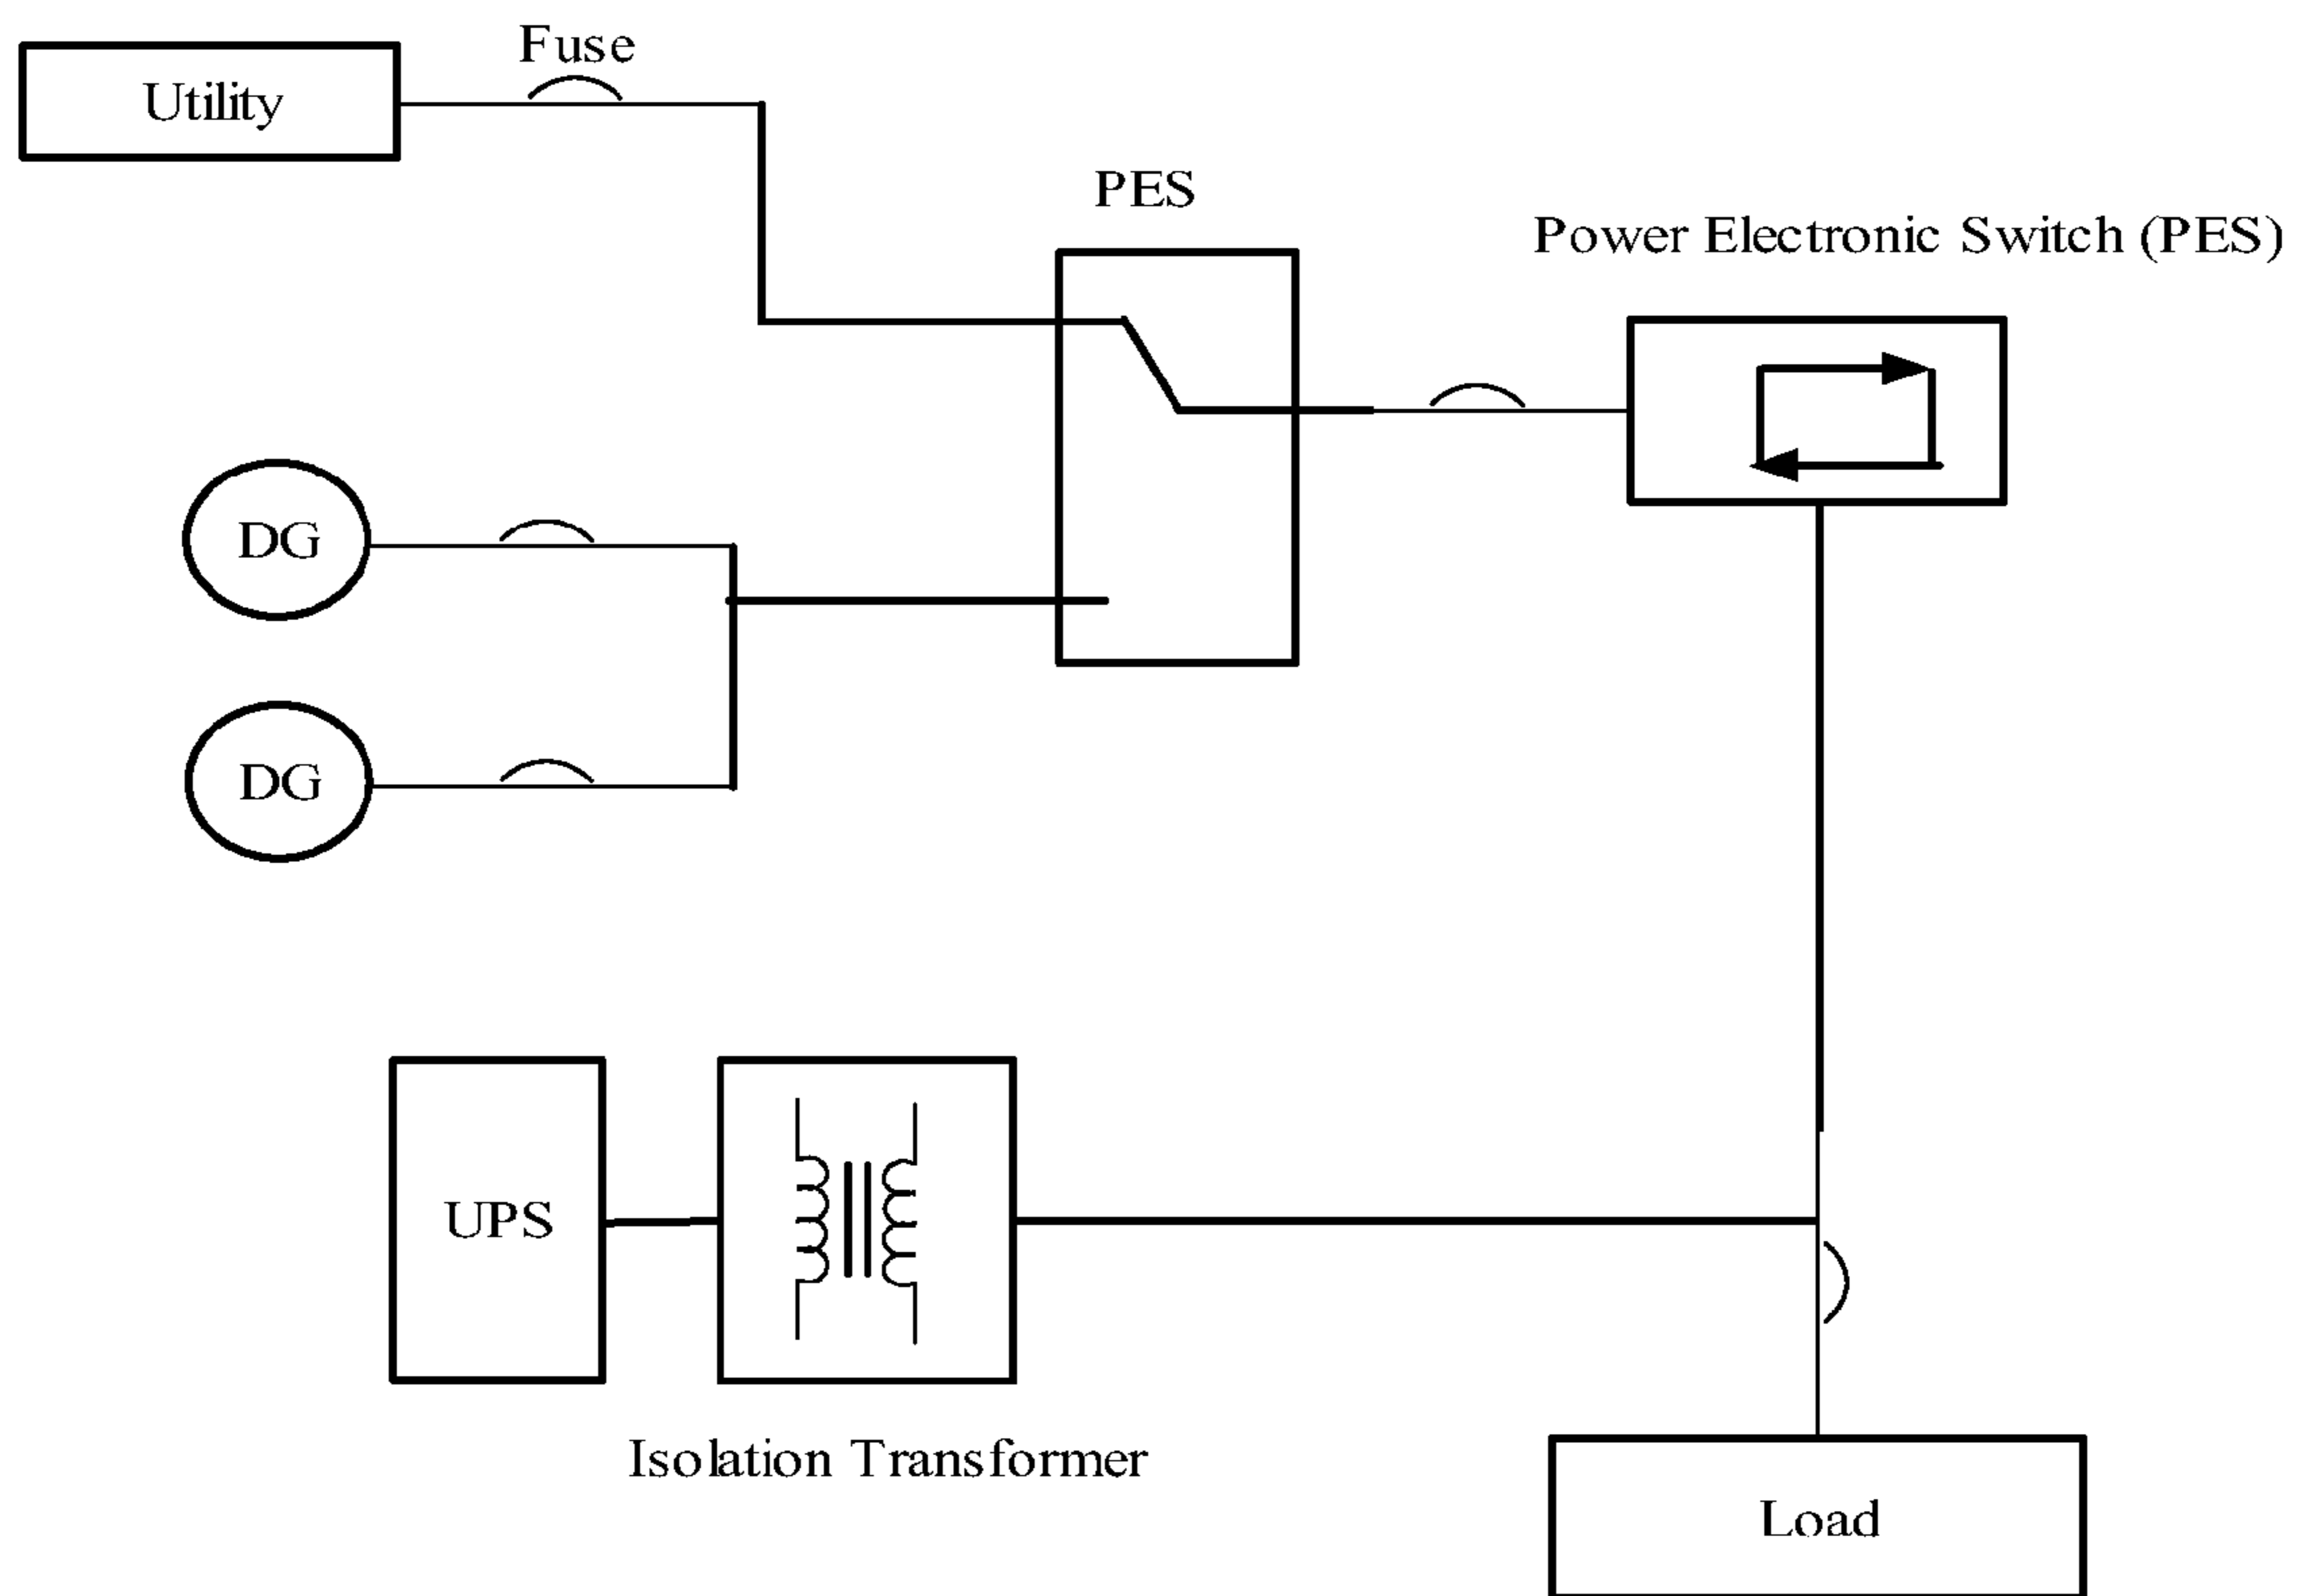 Fuse
Utility
PES
Power Electronic Switch (PES)
DG
DG
UPS
Isolation Transformer
Load